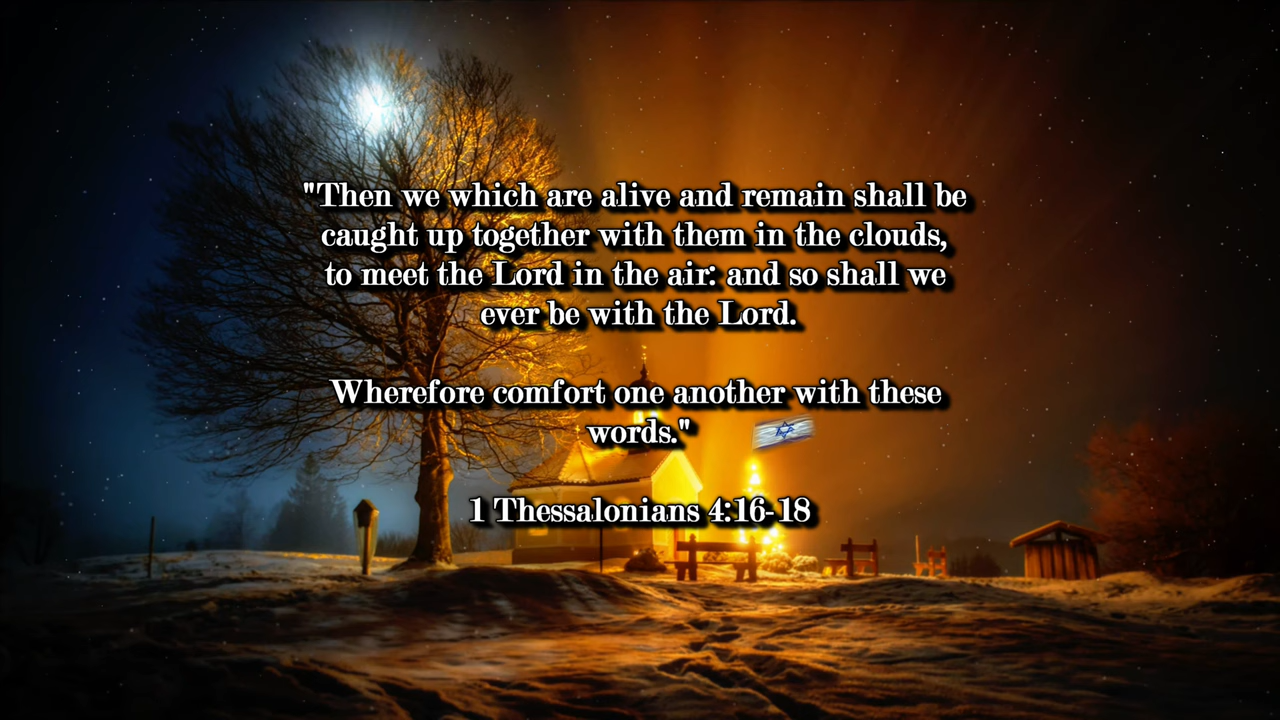 "Then we which are alive and remain shall be
caught up together with them in the clouds,
to meet the Lord in the air: and so shall we
ever be with the Lord.
Wherefore comfort one another with these
words."
1 Thessalonians 4:16-18